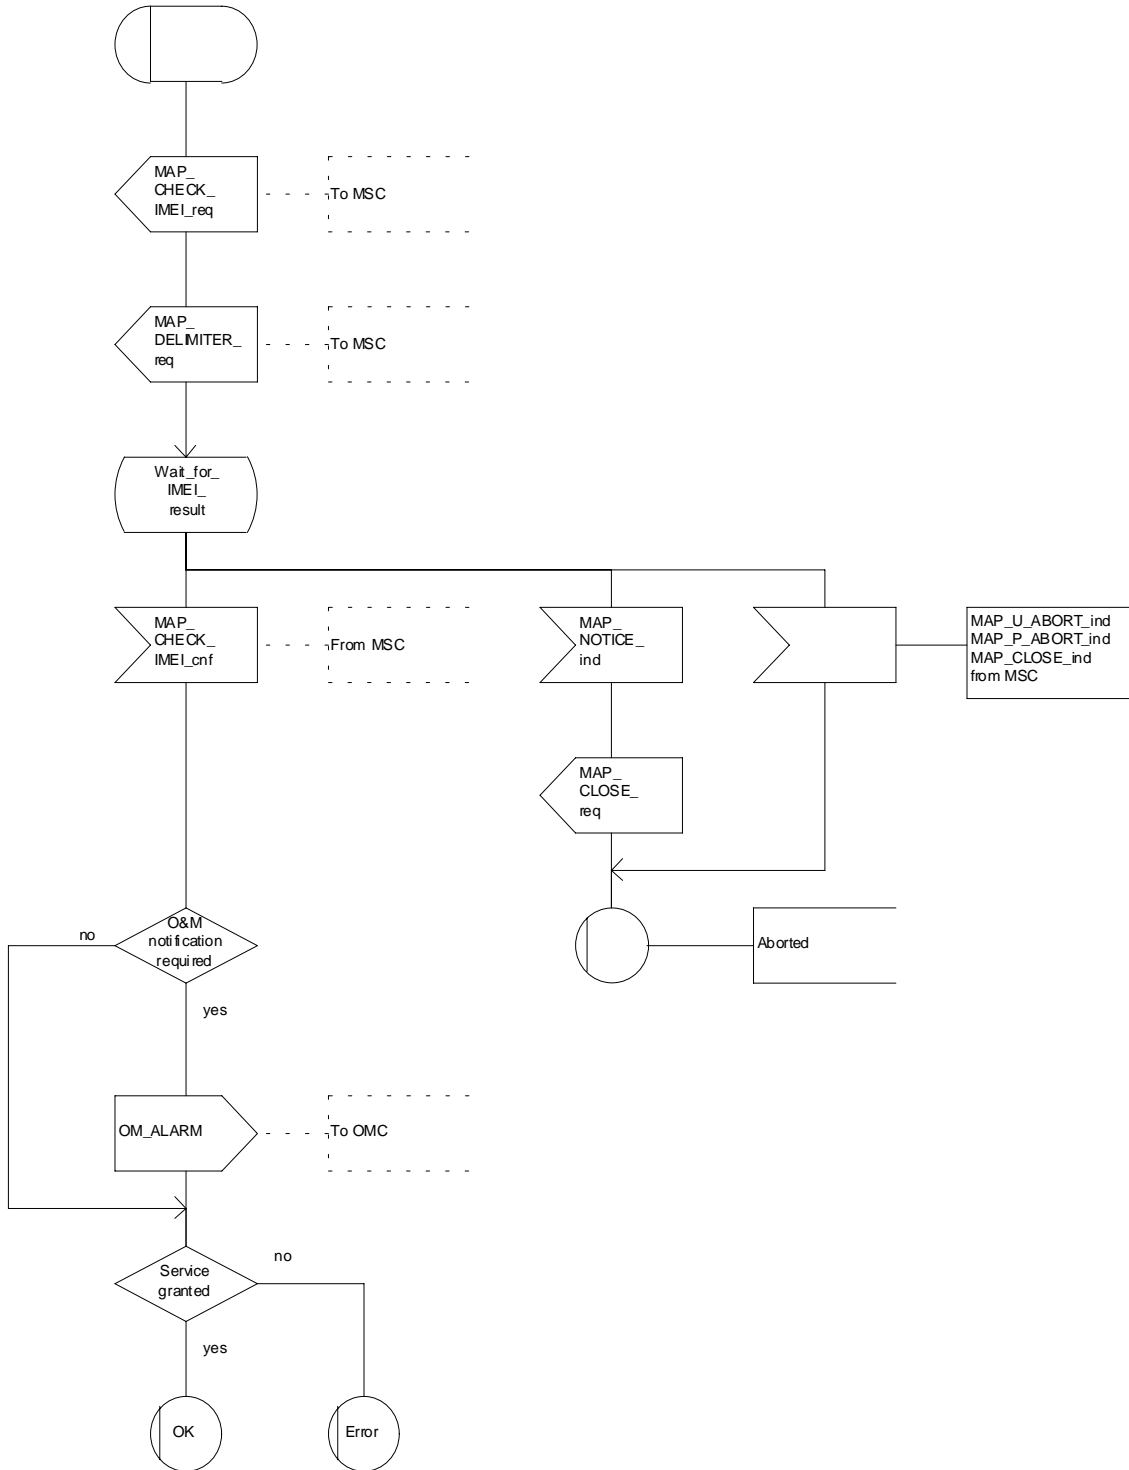 MAP_
CHECK_
IMEI_req
To MSC
MAP_
DELIMITER_
req
To MSC
Wait_for_
IMEI_
result
MAP_
CHECK_
IMEI_cnf
From MSC
MAP_
NOTICE_
ind
MAP_U_ABORT_ind
MAP_P_ABORT_ind
MAP_CLOSE_ind
from MSC
MAP_
CLOSE_
req
no
O&M
notification
required
Aborted
yes
OM_ALARM
To OMC
no
Service
granted
yes
OK
Error